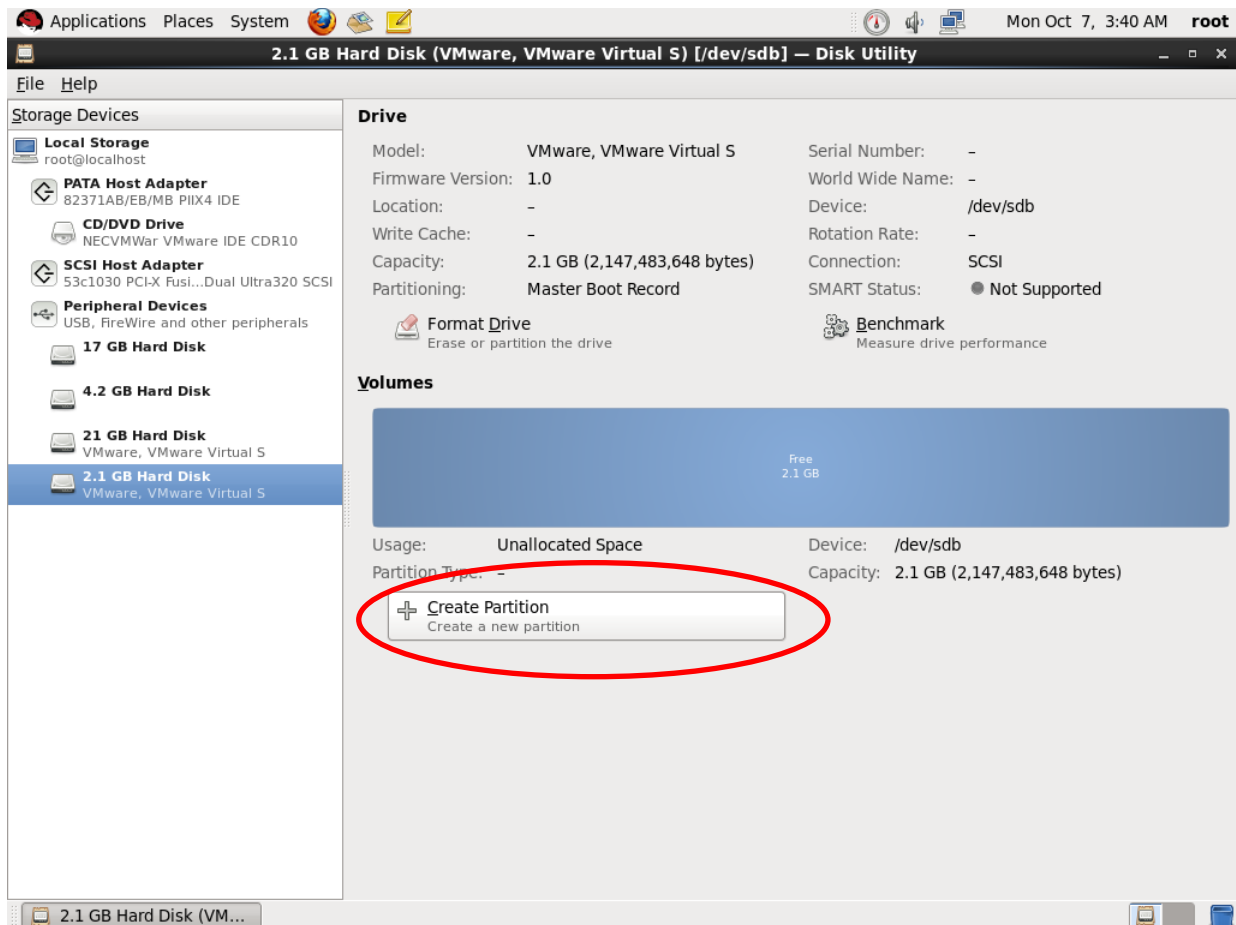 Applications Places System Mon Oct 7, 3:40 AM root
2.1 GB Hard Disk (VMware, VMware Virtual S) [/dev/sdb] — Disk Utility
File Help
Storage Devices
Local Storage
root@localhost
PATA Host Adapter
82371AB/EB/MB PIIX4 IDE
CD/DVD Drive
NECVMWar VMware IDE CDR10
SCSI Host Adapter
53c1030 PCI-X Fusi...Dual Ultra320 SCSI
Peripheral Devices
USB, FireWire and other peripherals
17 GB Hard Disk
4.2 GB Hard Disk
21 GB Hard Disk
VMware, VMware Virtual S
2.1 GB Hard Disk
VMware, VMware Virtual S
Drive
Model: VMware, VMware Virtual S Serial Number: –
Firmware Version: 1.0 World Wide Name: –
Location: – Device: /dev/sdb
Write Cache: – Rotation Rate: –
Capacity: 2.1 GB (2,147,483,648 bytes) Connection: SCSI
Partitioning: Master Boot Record SMART Status: Not Supported
Format Drive
Erase or partition the drive
Benchmark
Measure drive performance
Volumes
Free
2.1 GB
Usage: Unallocated Space Device: /dev/sdb
Partition Type: – Capacity: 2.1 GB (2,147,483,648 bytes)
Create Partition
Create a new partition
2.1 GB Hard Disk (VM...